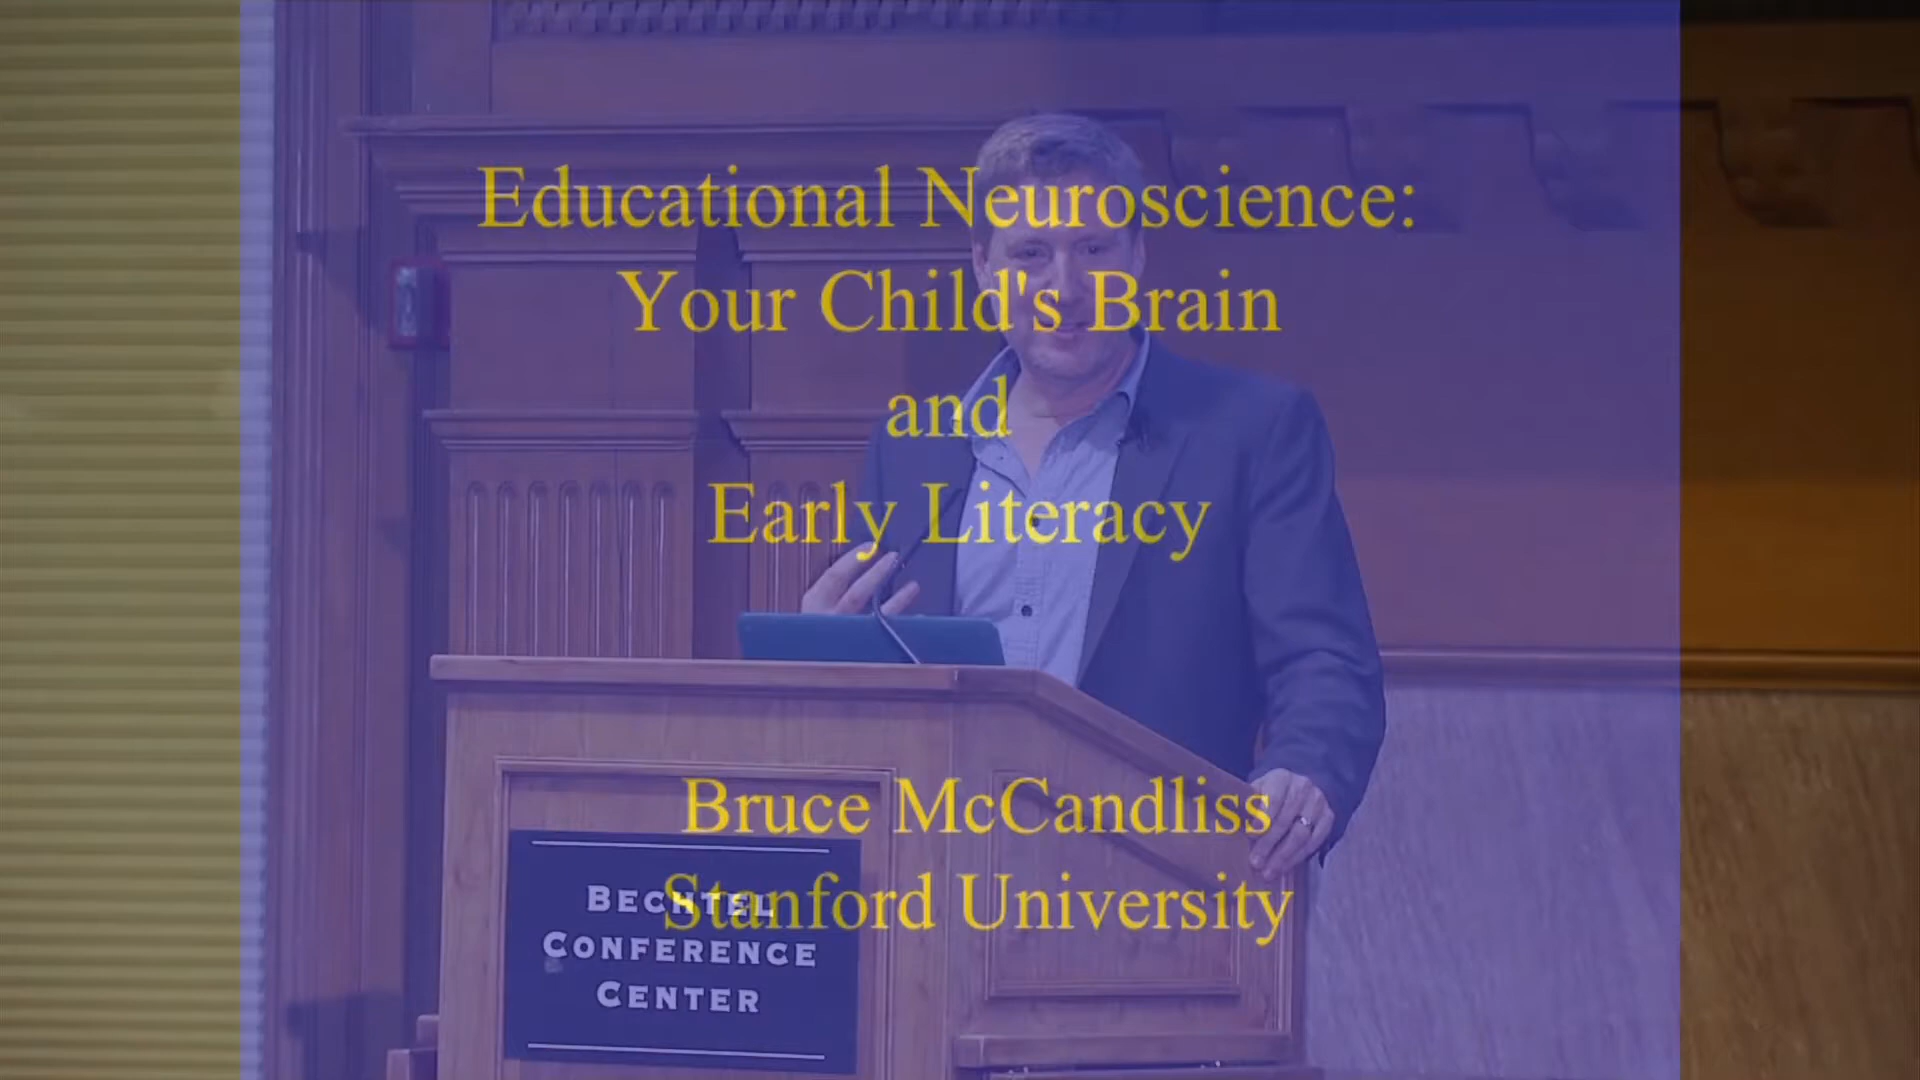 Educational Neuroscience:
Your Child's Brain
and
Early Literacy
Bruce McCandliss
Stanford University
BECHTEL
CONFERENCE
CENTER